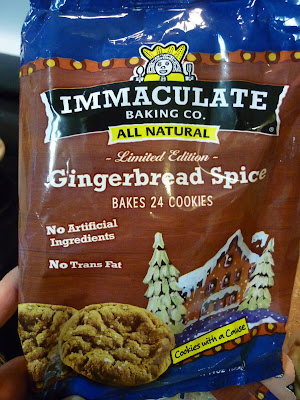 IMMACULATE
BAKING CO.
ALL NATURAL
- Limited Edition -
Gingerbread Spice
BAKES 24 COOKIES
No Artificial
Ingredients
No Trans Fat
Cookies with a Cause